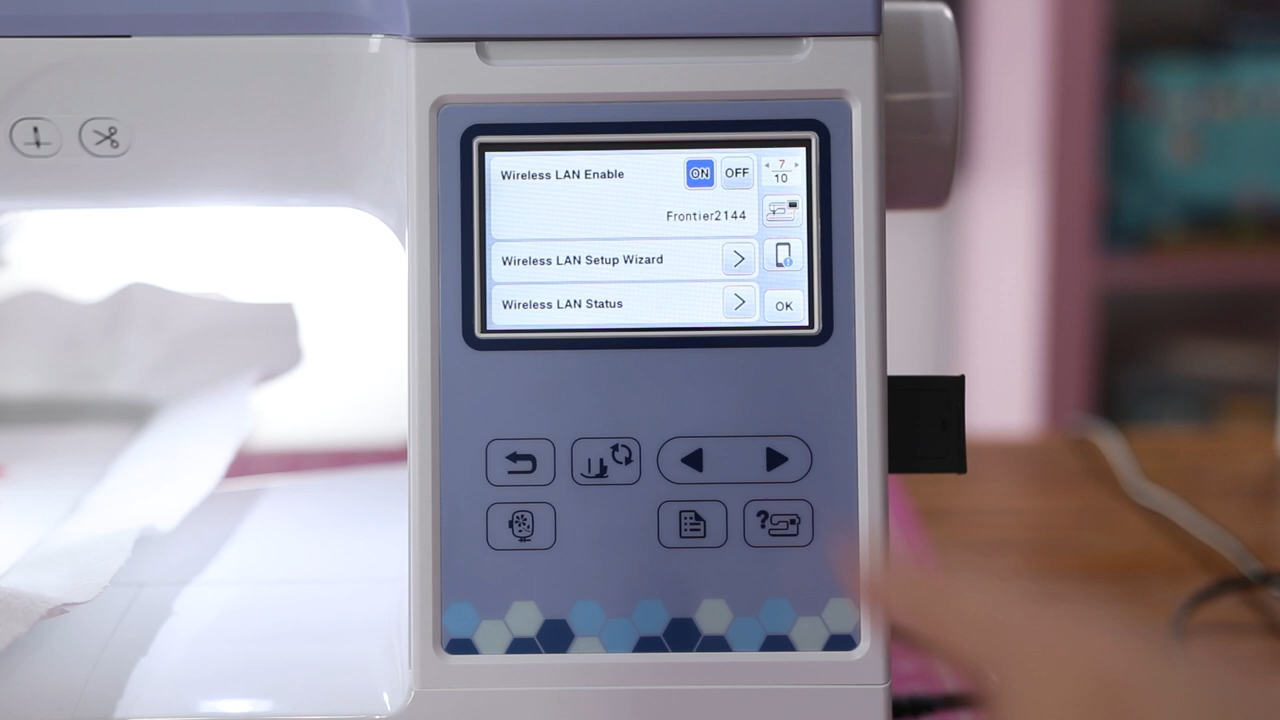 Wireless LAN Enable ON OFF
7
10
Frontier2144
Wireless LAN Setup Wizard
Wireless LAN Status
OK
?